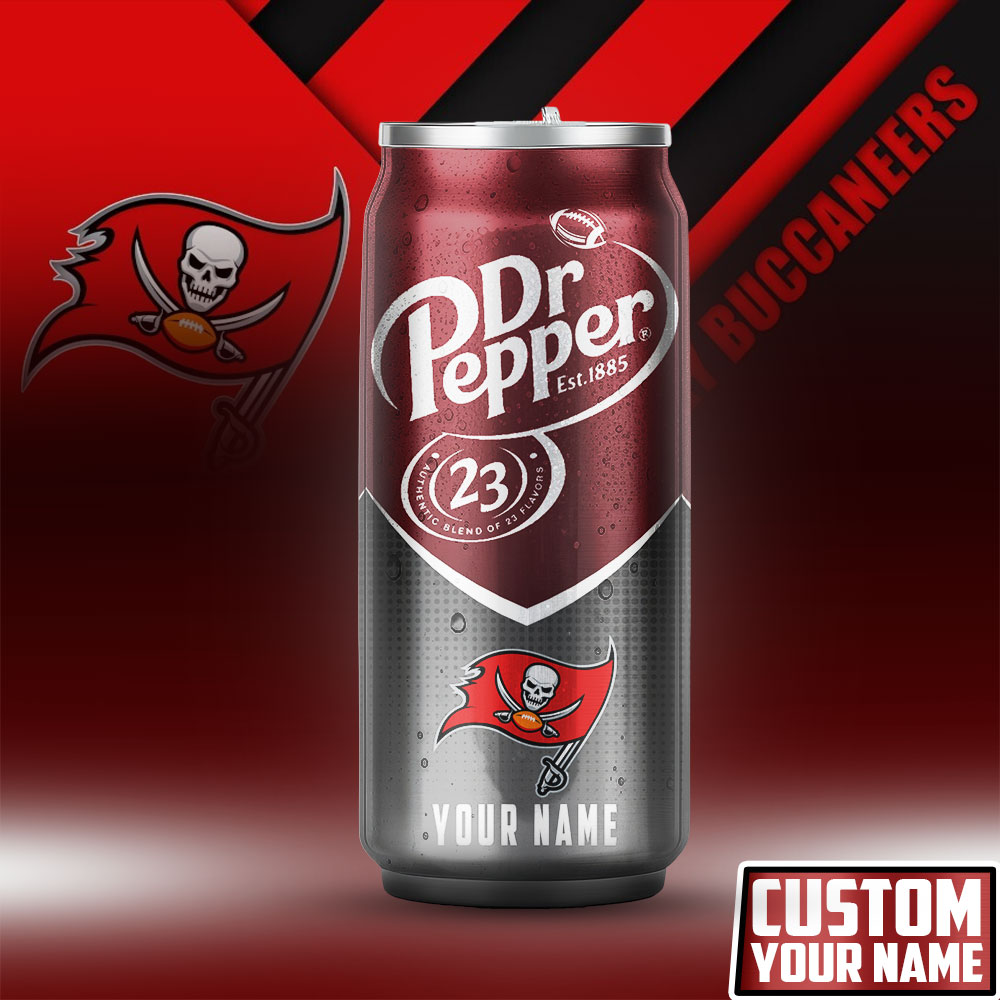 BUCCANEERS
Dr
Pepper®
Est.1885
23
AUTHENTIC BLEND OF 23 FLAVORS
YOUR NAME
CUSTOM
YOUR NAME